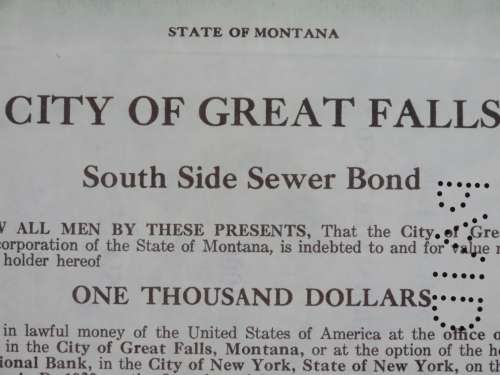 STATE OF MONTANA
CITY OF GREAT FALLS
South Side Sewer Bond
ALL MEN BY THESE PRESENTS, That the City of
corporation of the State of Montana, is indebted to and for value
holder hereof
ONE THOUSAND DOLLARS
in lawful money of the United States of America at the office
in the City of Great Falls, Montana, or at the option of the
Bank, in the City of New York, State of New York, on